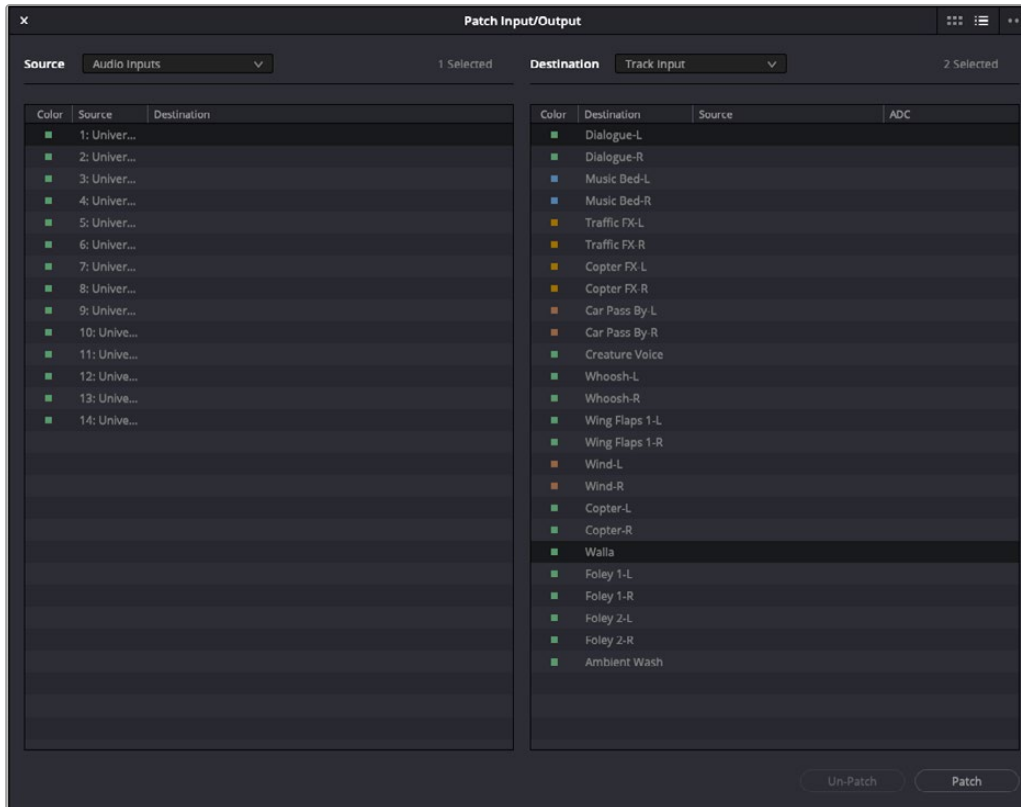 × Patch Input/Output
Source Audio Inputs 1 Selected Destination Track Input 2 Selected
Color Source Destination Color Destination Source ADC
1: Univer... Dialogue-L
2: Univer... Dialogue-R
3: Univer... Music Bed-L
4: Univer... Music Bed-R
5: Univer... Traffic FX-L
6: Univer... Traffic FX-R
7: Univer... Copter FX-L
8: Univer... Copter FX-R
9: Univer... Car Pass By-L
10: Unive... Car Pass By-R
11: Unive... Creature Voice
12: Unive... Whoosh-L
13: Unive... Whoosh-R
14: Unive... Wing Flaps 1-L
Wing Flaps 1-R
Wind-L
Wind-R
Copter-L
Copter-R
Walla
Foley 1-L
Foley 1-R
Foley 2-L
Foley 2-R
Ambient Wash
Un-Patch Patch